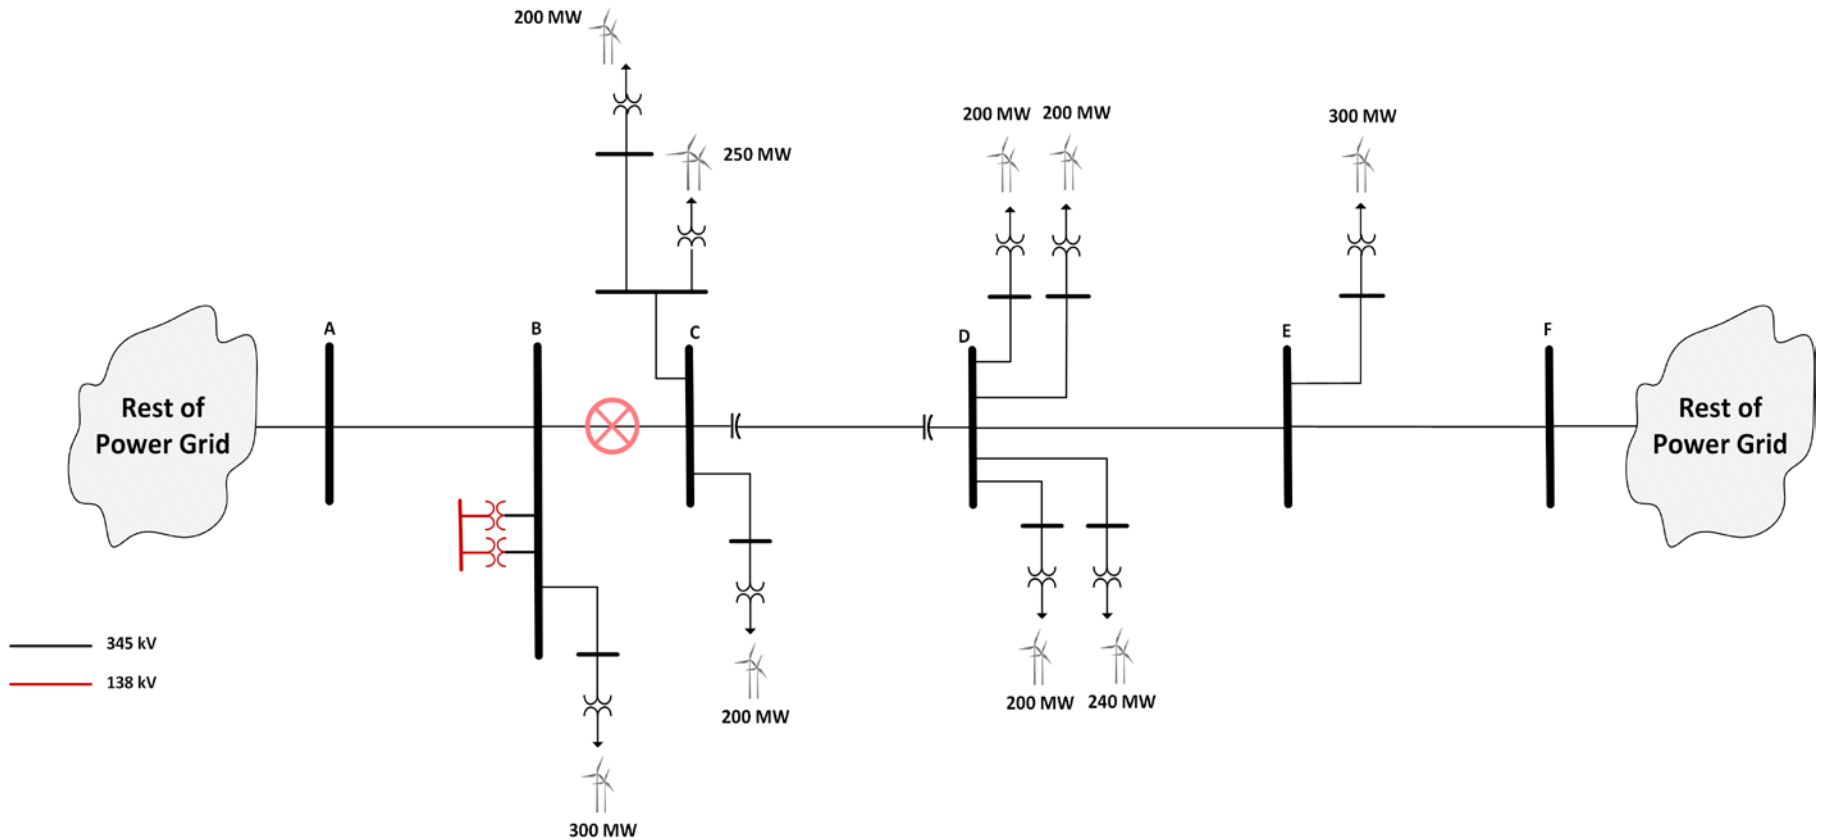 200 MW
250 MW
200 MW 200 MW
300 MW
A
B
C
D
E
F
Rest of
Power Grid
Rest of
Power Grid
345 kV
138 kV
200 MW
200 MW 240 MW
300 MW